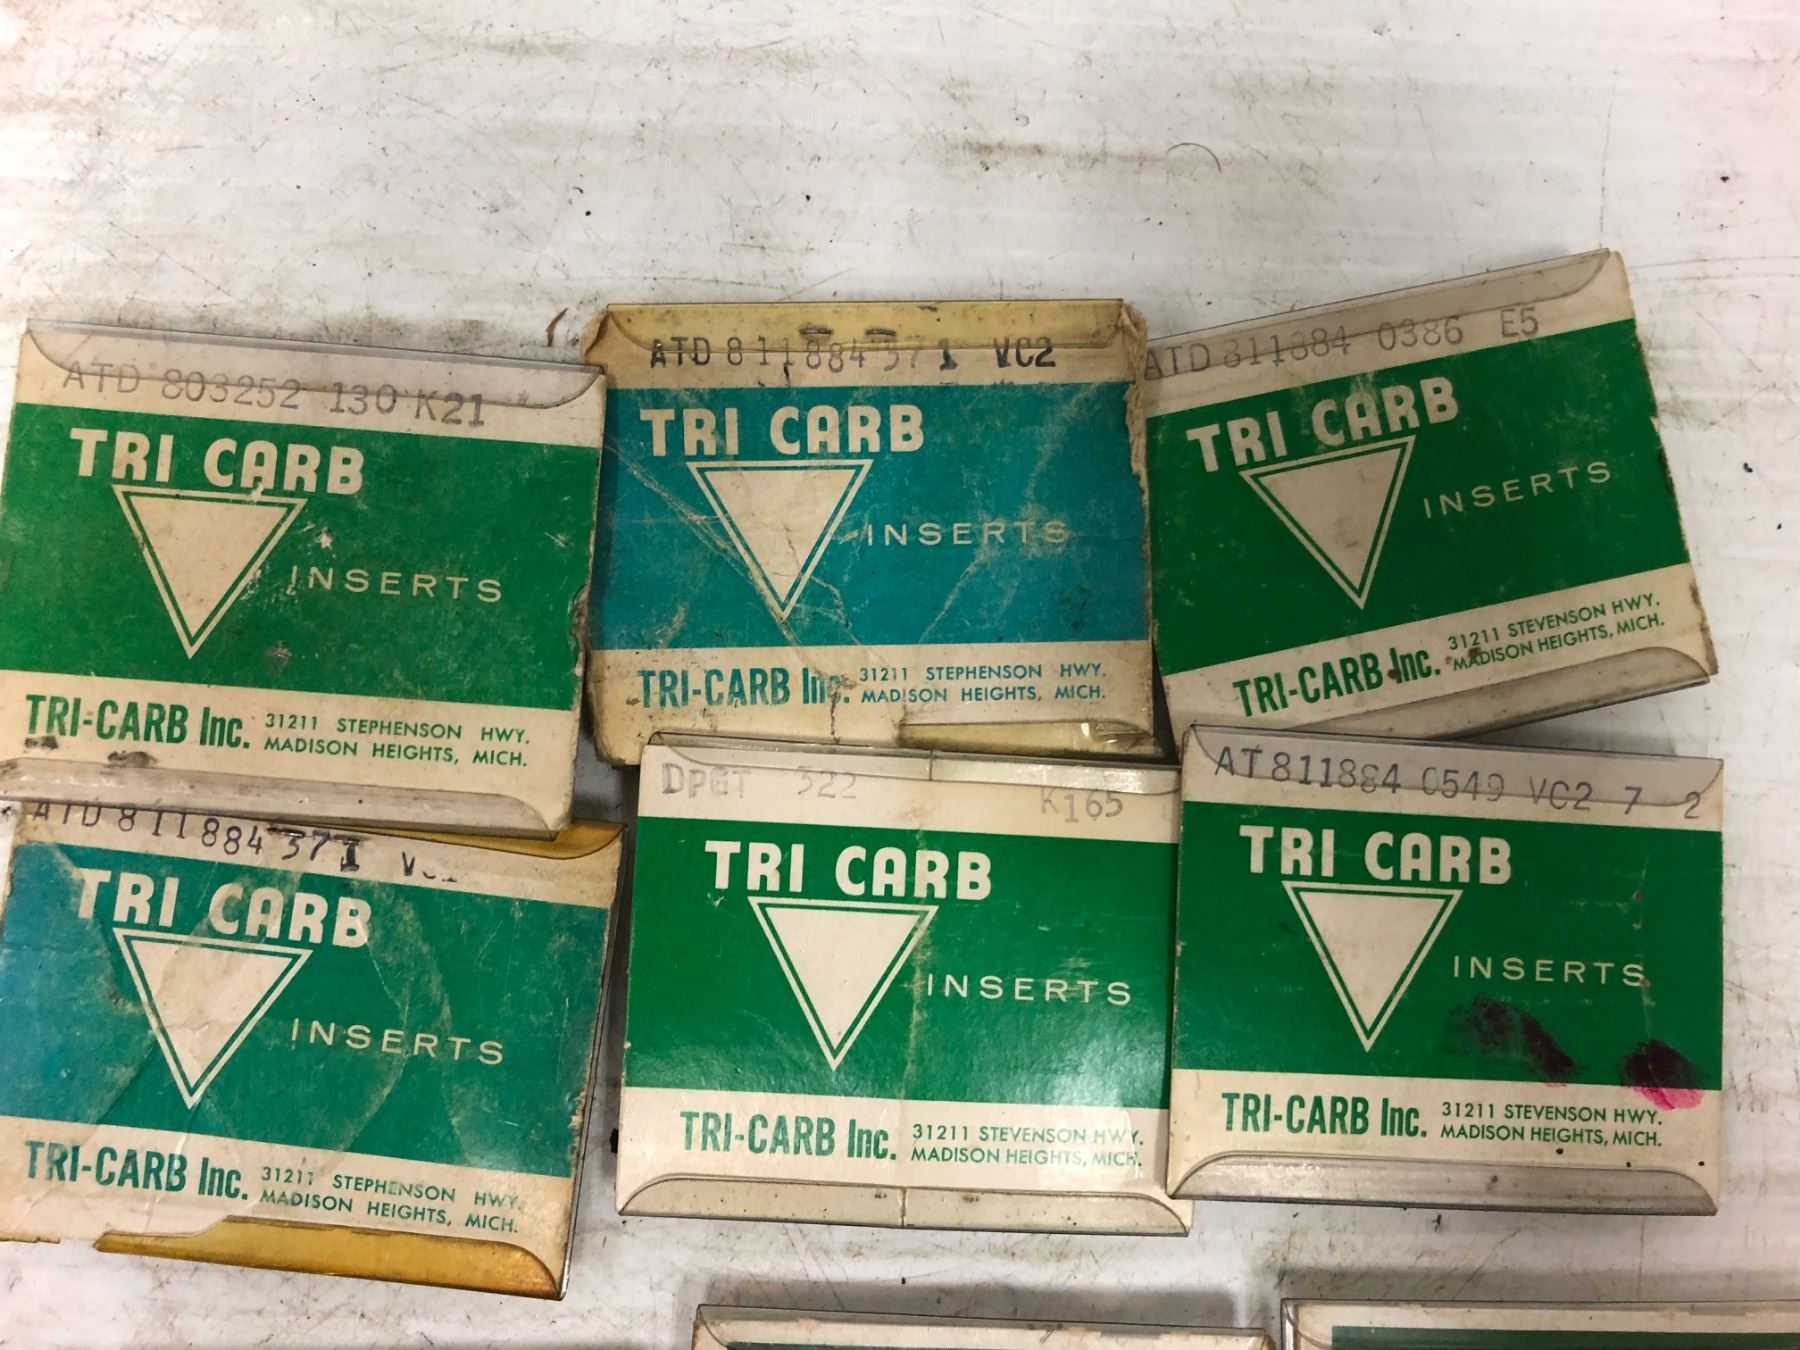 ATD 803252 130 K21
TRI CARB
INSERTS
TRI-CARB Inc. 31211 STEPHENSON HWY.
MADISON HEIGHTS, MICH.
ATD 811884 371 VC2
TRI CARB
INSERTS
TRI-CARB Inc. 31211 STEPHENSON HWY.
MADISON HEIGHTS, MICH.
ATD 811884 0386 E5
TRI CARB
INSERTS
TRI-CARB Inc. 31211 STEVENSON HWY.
MADISON HEIGHTS, MICH.
ATD 811884 371
TRI CARB
INSERTS
TRI-CARB Inc. 31211 STEPHENSON HWY.
MADISON HEIGHTS, MICH.
DPGT 322 K165
TRI CARB
INSERTS
TRI-CARB Inc. 31211 STEVENSON HWY.
MADISON HEIGHTS, MICH.
AT 811884 0549 VC2 7 2
TRI CARB
INSERTS
TRI-CARB Inc. 31211 STEVENSON HWY.
MADISON HEIGHTS, MICH.